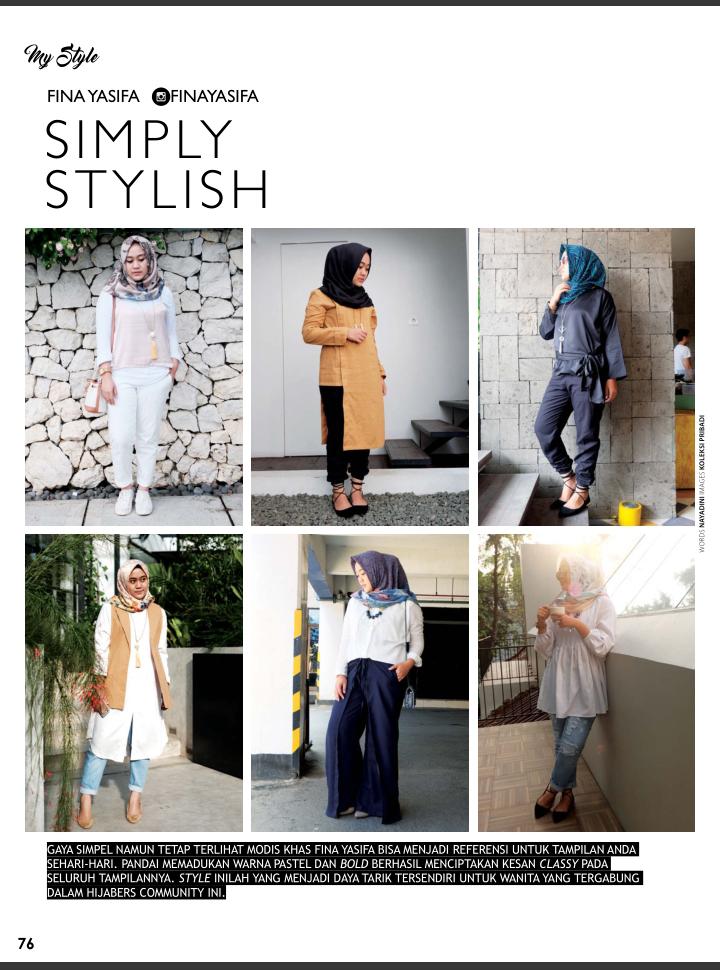 My Style
FINA YASIFA FINAYASIFA
SIMPLY
STYLISH
WORDS NAYADINI IMAGES KOLEKSI PRIBADI
GAYA SIMPEL NAMUN TETAP TERLIHAT MODIS KHAS FINA YASIFA BISA MENJADI REFERENSI UNTUK TAMPILAN ANDA
SEHARI-HARI. PANDAI MEMADUKAN WARNA PASTEL DAN BOLD BERHASIL MENCIPTAKAN KESAN CLASSY PADA
SELURUH TAMPILANNYA. STYLE INILAH YANG MENJADI DAYA TARIK TERSENDIRI UNTUK WANITA YANG TERGABUNG
DALAM HIJABERS COMMUNITY INI.
76